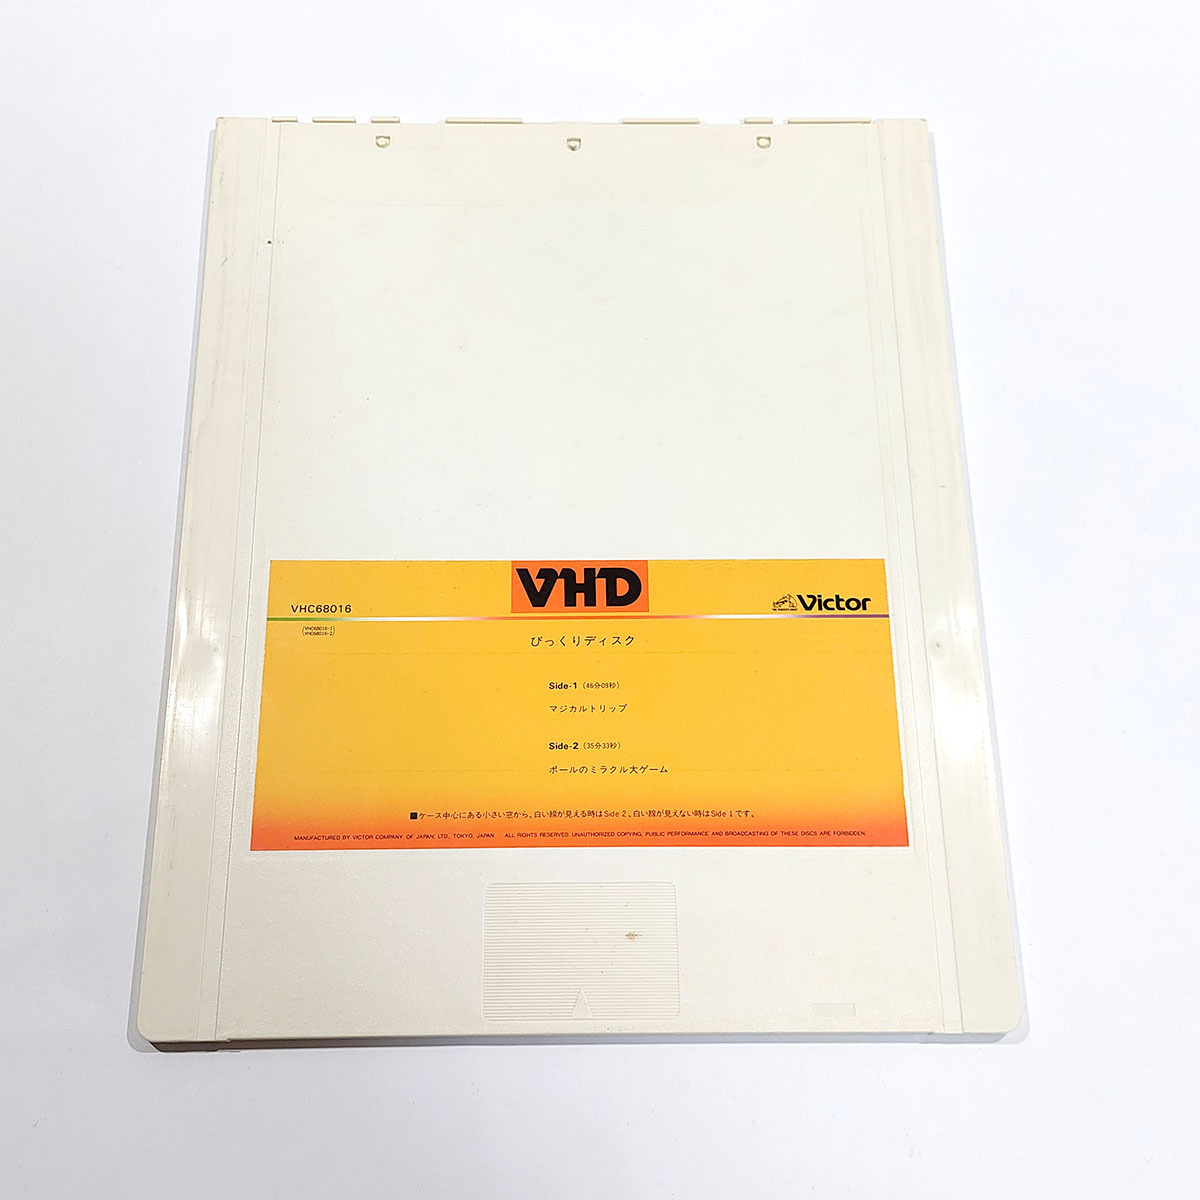 VHD
VHC68016
Victor
(VHC68016-1
VHC68016-2)
びっくりディスク
Side-1 (46分09秒)
マジカルトリップ
Side-2 (35分33秒)
ポールのミラクル大ゲーム
■ケース中心にある小さい窓から、白い線が見える時はSide 2、白い線が見えない時はSide 1です。
MANUFACTURED BY VICTOR COMPANY OF JAPAN, LTD., TOKYO, JAPAN. ALL RIGHTS RESERVED. UNAUTHORIZED COPYING, PUBLIC PERFORMANCE AND BROADCASTING OF THESE DISCS ARE FORBIDDEN.